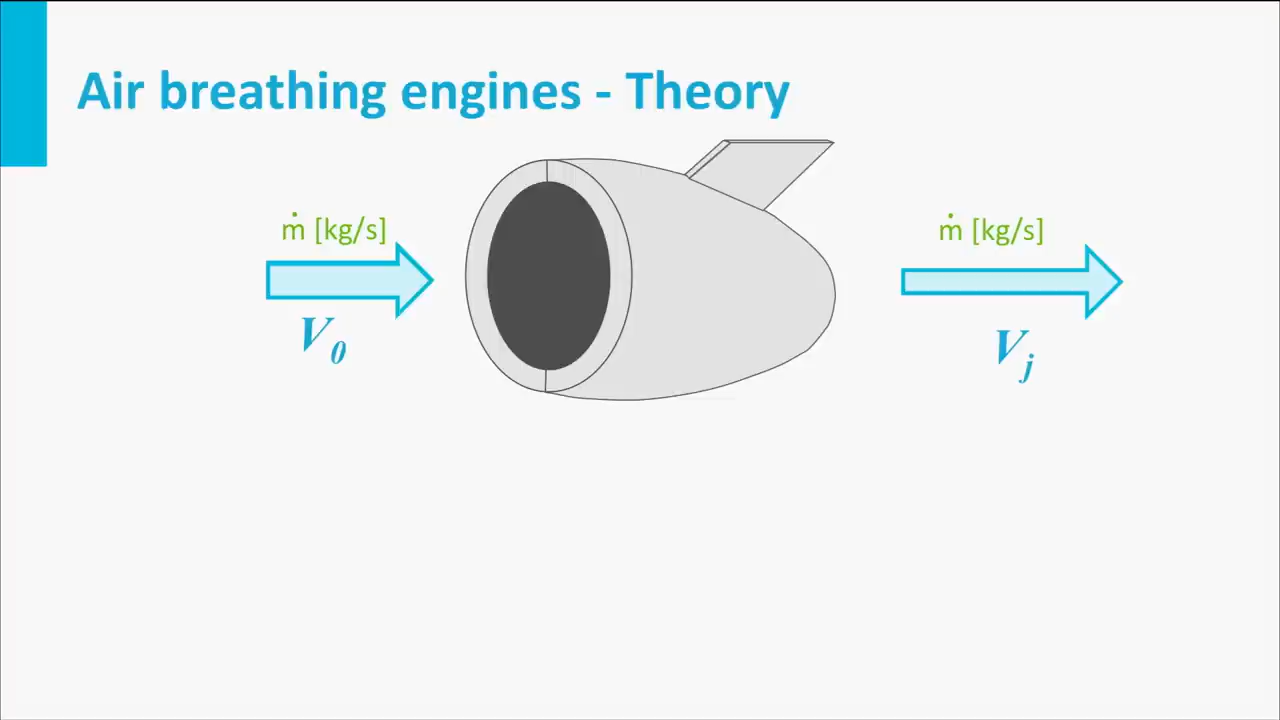 Air breathing engines - Theory
ṁ [kg/s]
ṁ [kg/s]
V₀
Vⱼ